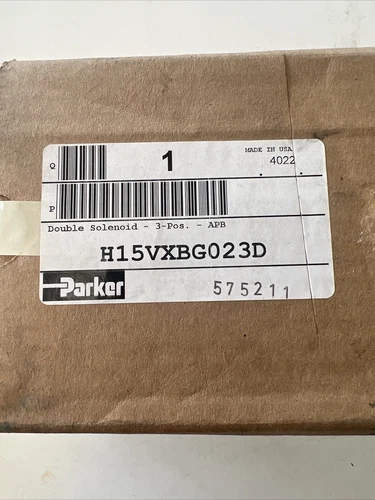 Q 1 MADE IN USA
4022
P
Double Solenoid - 3-Pos. - APB
H15VXBG023D
Parker 575211